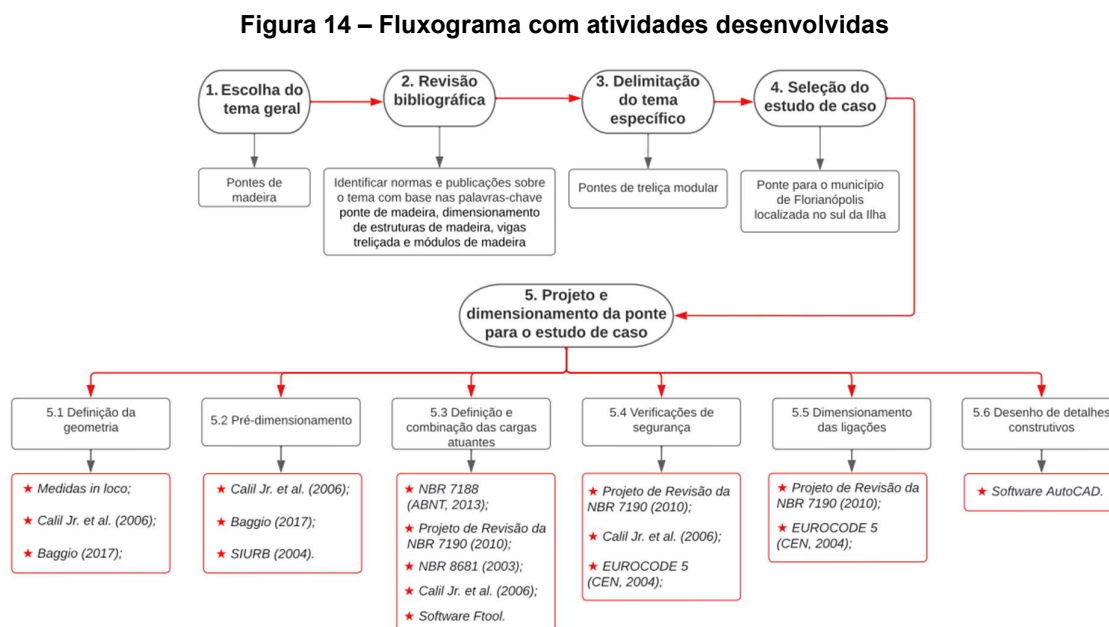 Figura 14 – Fluxograma com atividades desenvolvidas
1. Escolha do
tema geral
2. Revisão
bibliográfica
3. Delimitação
do tema
específico
4. Seleção do
estudo de caso
Pontes de
madeira
Identificar normas e publicações sobre
o tema com base nas palavras-chave
ponte de madeira, dimensionamento
de estruturas de madeira, vigas
treliçada e módulos de madeira
Pontes de treliça modular
Ponte para o município
de Florianópolis
localizada no sul da Ilha
5. Projeto e
dimensionamento da ponte
para o estudo de caso
5.1 Definição da
geometria
5.2 Pré-dimensionamento
5.3 Definição e
combinação das cargas
atuantes
5.4 Verificações de
segurança
5.5 Dimensionamento
das ligações
5.6 Desenho de detalhes
construtivos
★ Medidas in loco;
★ Calil Jr. et al. (2006);
★ Baggio (2017);
★ Calil Jr. et al. (2006);
★ Baggio (2017);
★ SIURB (2004).
★ NBR 7188
(ABNT, 2013);
★ Projeto de Revisão da
NBR 7190 (2010);
★ NBR 8681 (2003);
★ Calil Jr. et al. (2006);
★ Software Ftool.
★ Projeto de Revisão da
NBR 7190 (2010);
★ Calil Jr. et al. (2006);
★ EUROCODE 5
(CEN, 2004);
★ Projeto de Revisão da
NBR 7190 (2010);
★ EUROCODE 5
(CEN, 2004);
★ Software AutoCAD.